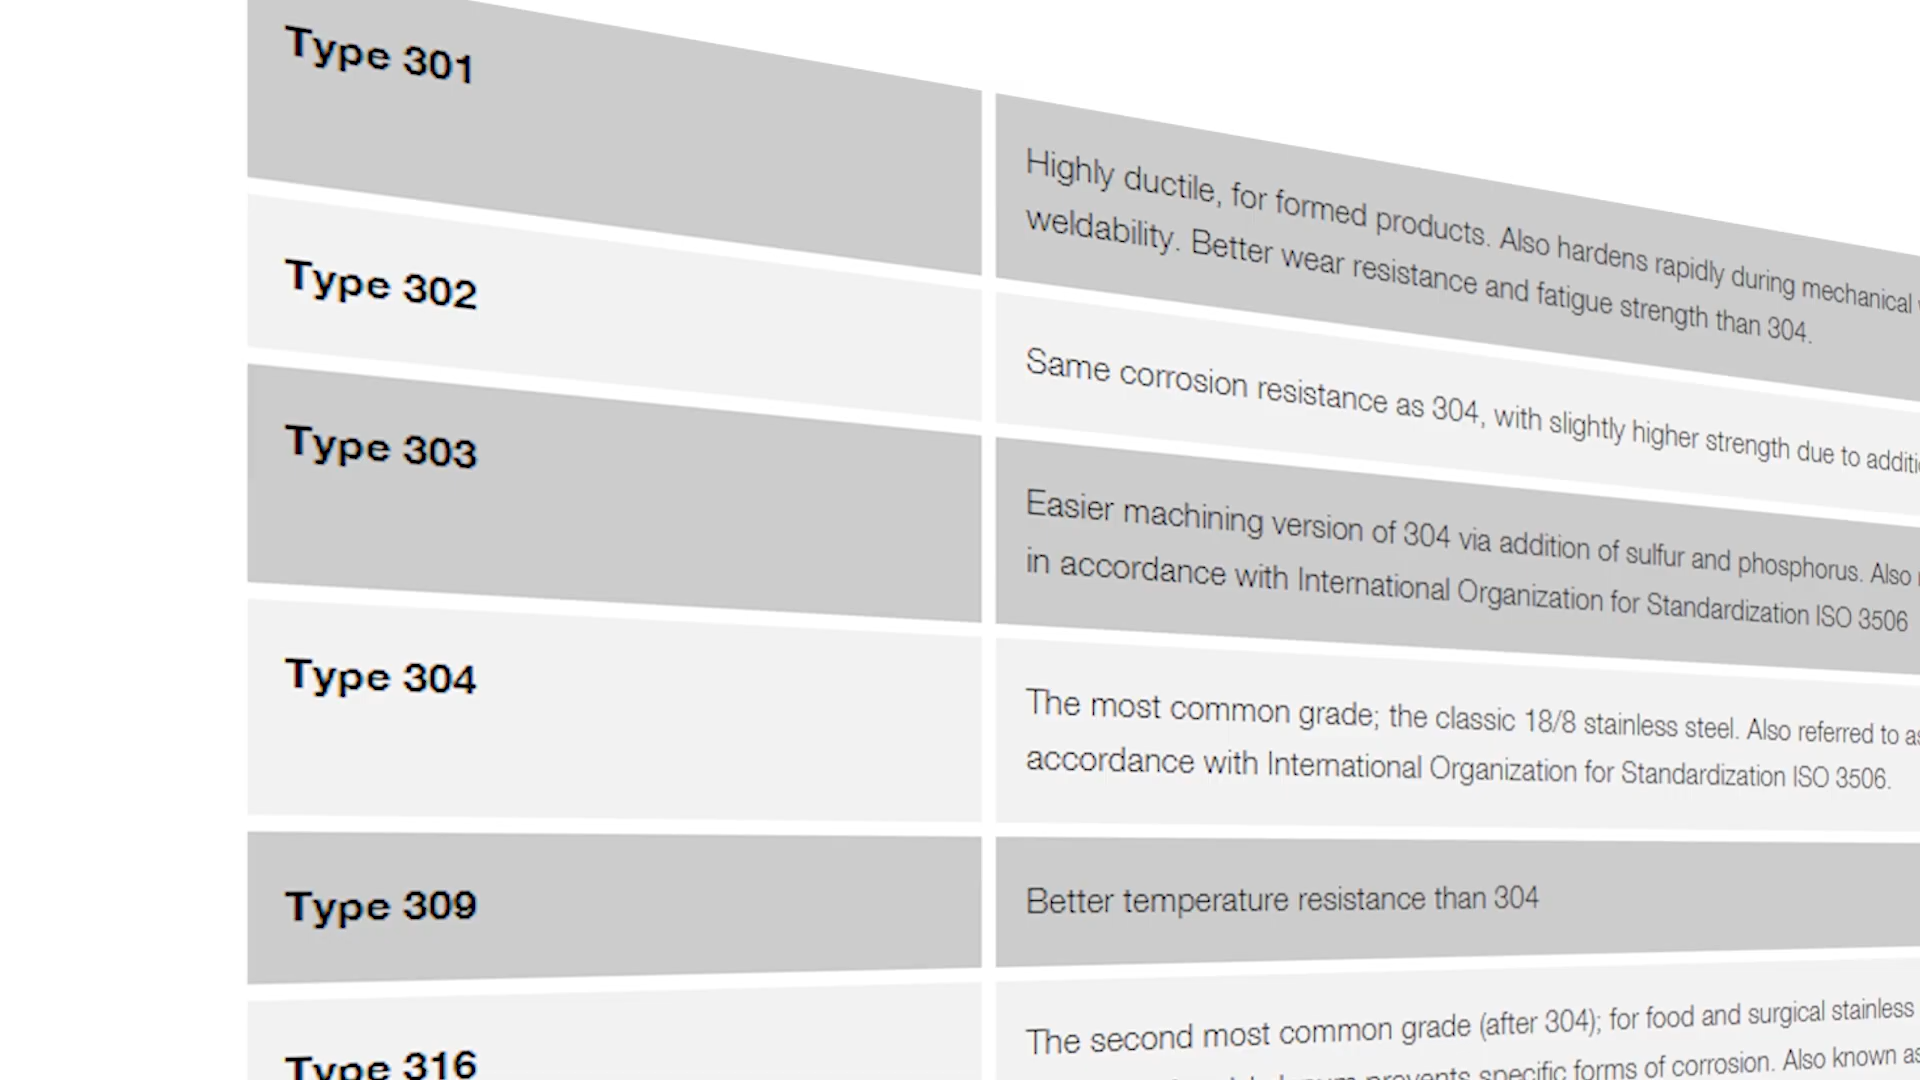 Type 301
Highly ductile, for formed products. Also hardens rapidly during mechanical
weldability. Better wear resistance and fatigue strength than 304.
Type 302
Same corrosion resistance as 304, with slightly higher strength due to
Type 303
Easier machining version of 304 via addition of sulfur and phosphorus. Also
in accordance with International Organization for Standardization ISO 3506
Type 304
The most common grade; the classic 18/8 stainless steel. Also referred to
accordance with International Organization for Standardization ISO 3506.
Type 309
Better temperature resistance than 304
Type 316
The second most common grade (after 304); for food and surgical stainless
prevents specific forms of corrosion. Also known